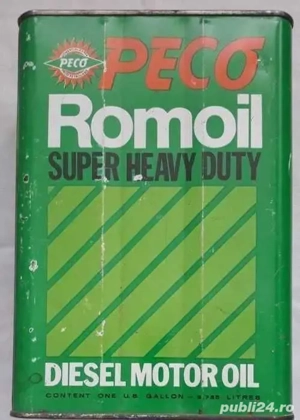 PECO
PECO
Romoil
SUPER HEAVY DUTY
DIESEL MOTOR OIL
CONTENT ONE U.S. GALLON - 3,785 LITRES
publi24.ro